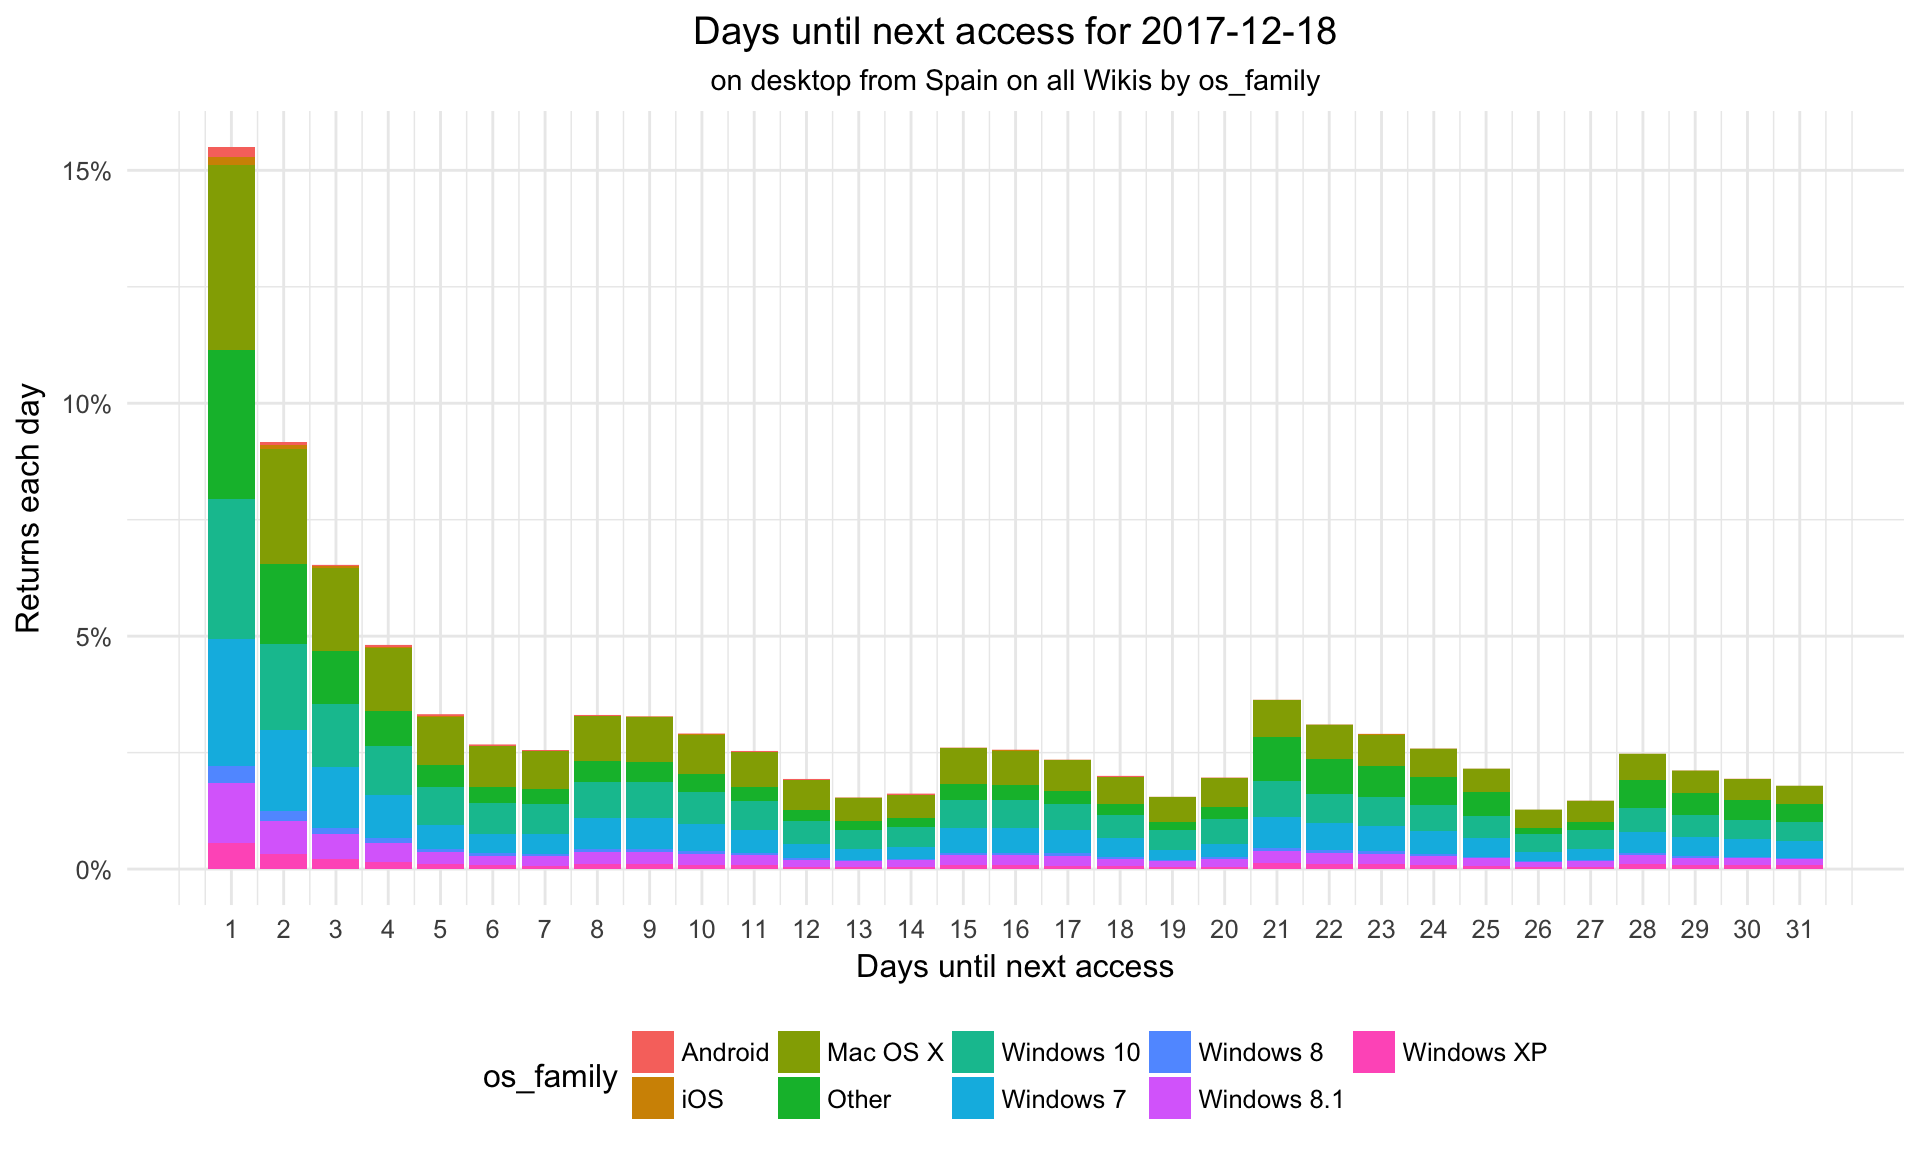 Days until next access for 2017-12-18
on desktop from Spain on all Wikis by os_family
Returns each day
15%
10%
5%
0%
1 2 3 4 5 6 7 8 9 10 11 12 13 14 15 16 17 18 19 20 21 22 23 24 25 26 27 28 29 30 31
Days until next access
os_family
Android Mac OS X Windows 10 Windows 8 Windows XP
iOS Other Windows 7 Windows 8.1